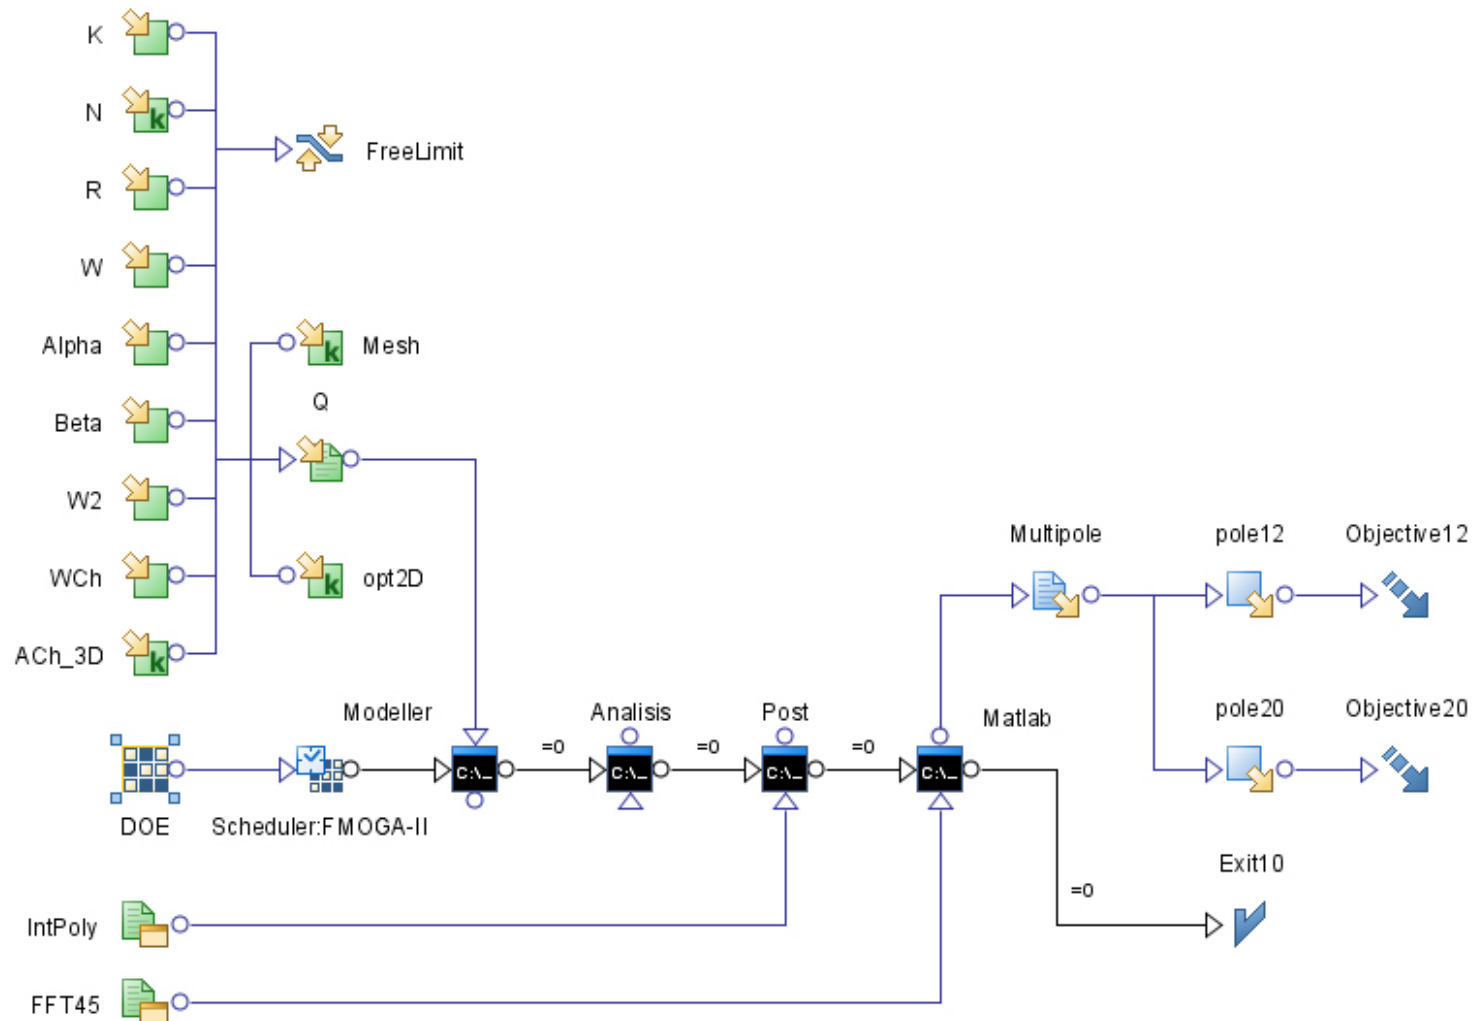 K
N
k
FreeLimit
R
W
Alpha
k
Mesh
Q
Beta
W2
WCh
k
opt2D
ACh_3D
k
Multipole
pole12
Objective12
Modeller
Analisis
Post
Matlab
pole20
Objective20
=0
=0
=0
C:\_
C:\_
C:\_
C:\_
DOE
Scheduler:FMOGA-II
Exit10
=0
IntPoly
FFT45